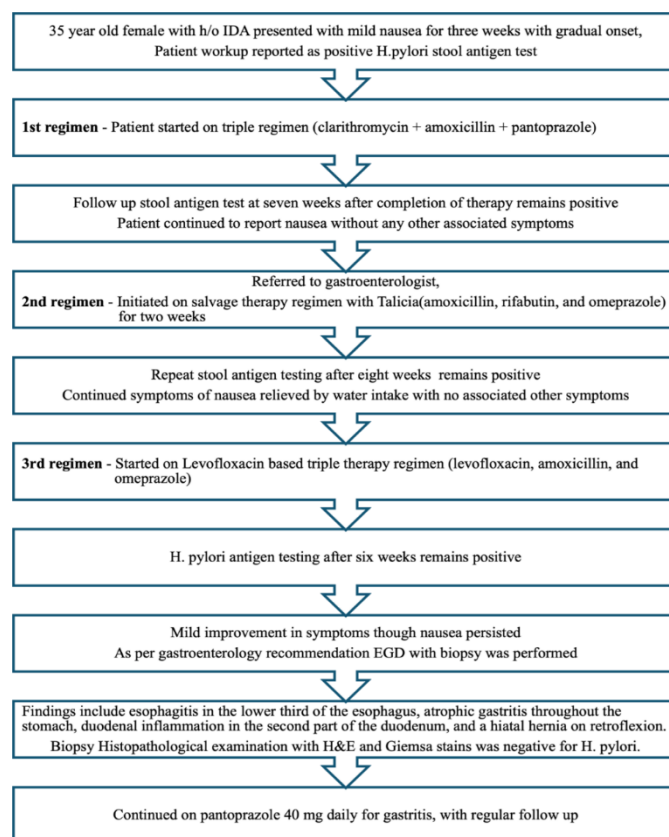 35 year old female with h/o IDA presented with mild nausea for three weeks with gradual onset,
Patient workup reported as positive H.pylori stool antigen test
1st regimen - Patient started on triple regimen (clarithromycin + amoxicillin + pantoprazole)
Follow up stool antigen test at seven weeks after completion of therapy remains positive
Patient continued to report nausea without any other associated symptoms
Referred to gastroenterologist,
2nd regimen - Initiated on salvage therapy regimen with Talicia(amoxicillin, rifabutin, and omeprazole)
for two weeks
Repeat stool antigen testing after eight weeks remains positive
Continued symptoms of nausea relieved by water intake with no associated other symptoms
3rd regimen - Started on Levofloxacin based triple therapy regimen (levofloxacin, amoxicillin, and
omeprazole)
H. pylori antigen testing after six weeks remains positive
Mild improvement in symptoms though nausea persisted
As per gastroenterology recommendation EGD with biopsy was performed
Findings include esophagitis in the lower third of the esophagus, atrophic gastritis throughout the
stomach, duodenal inflammation in the second part of the duodenum, and a hiatal hernia on retroflexion.
Biopsy Histopathological examination with H&E and Giemsa stains was negative for H. pylori.
Continued on pantoprazole 40 mg daily for gastritis, with regular follow up